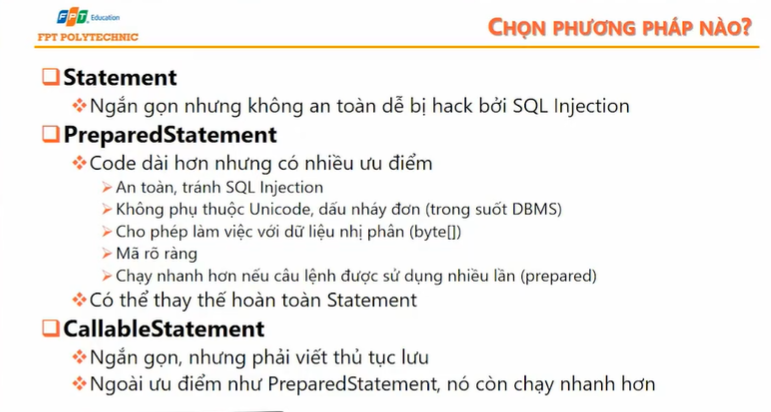 FPT Education
FPT POLYTECHNIC
CHỌN PHƯƠNG PHÁP NÀO?
Statement
Ngắn gọn nhưng không an toàn dễ bị hack bởi SQL Injection
PreparedStatement
Code dài hơn nhưng có nhiều ưu điểm
An toàn, tránh SQL Injection
Không phụ thuộc Unicode, dấu nháy đơn (trong suốt DBMS)
Cho phép làm việc với dữ liệu nhị phân (byte[])
Mã rõ ràng
Chạy nhanh hơn nếu câu lệnh được sử dụng nhiều lần (prepared)
Có thể thay thế hoàn toàn Statement
CallableStatement
Ngắn gọn, nhưng phải viết thủ tục lưu
Ngoài ưu điểm như PreparedStatement, nó còn chạy nhanh hơn